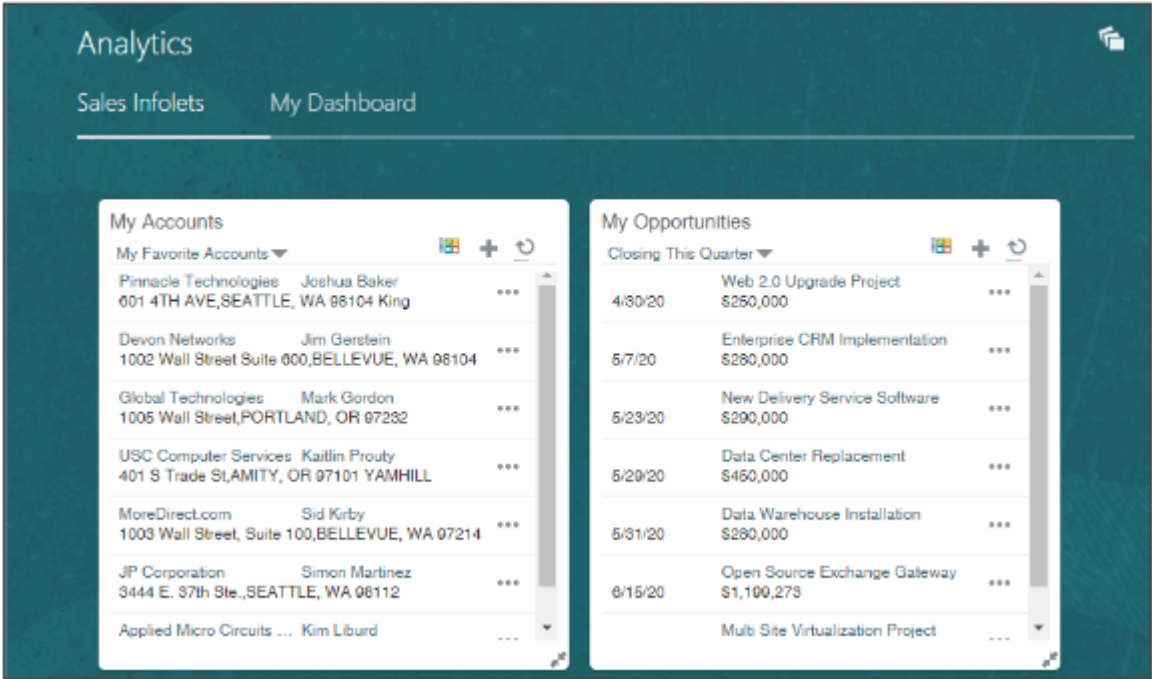 Analytics
Sales Infolets My Dashboard
My Accounts
My Favorite Accounts
Pinnacle Technologies Joshua Baker
601 4TH AVE,SEATTLE, WA 98104 King
Devon Networks Jim Gerstein
1002 Wall Street Suite 600,BELLEVUE, WA 98104
Global Technologies Mark Gordon
1005 Wall Street,PORTLAND, OR 97232
USC Computer Services Kaitlin Prouty
401 S Trade St,AMITY, OR 97101 YAMHILL
MoreDirect.com Sid Kirby
1003 Wall Street, Suite 100,BELLEVUE, WA 97214
JP Corporation Simon Martinez
3444 E. 37th Ste.,SEATTLE, WA 98112
Applied Micro Circuits ... Kim Liburd
My Opportunities
Closing This Quarter
Web 2.0 Upgrade Project
4/30/20 $250,000
Enterprise CRM Implementation
5/7/20 $280,000
New Delivery Service Software
5/23/20 $290,000
Data Center Replacement
5/29/20 $450,000
Data Warehouse Installation
5/31/20 $280,000
Open Source Exchange Gateway
6/15/20 $1,199,273
Multi Site Virtualization Project